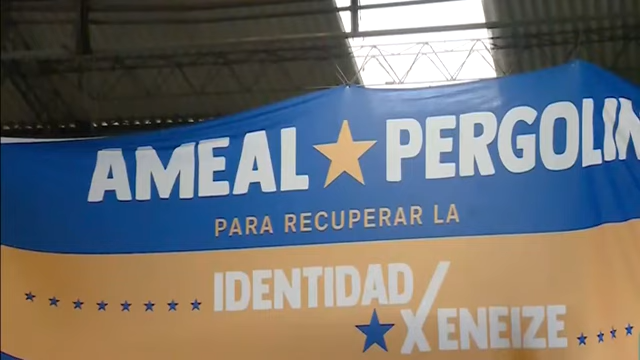 AMEAL ★ PERGOLIN
PARA RECUPERAR LA
IDENTIDAD/
XENEIZE